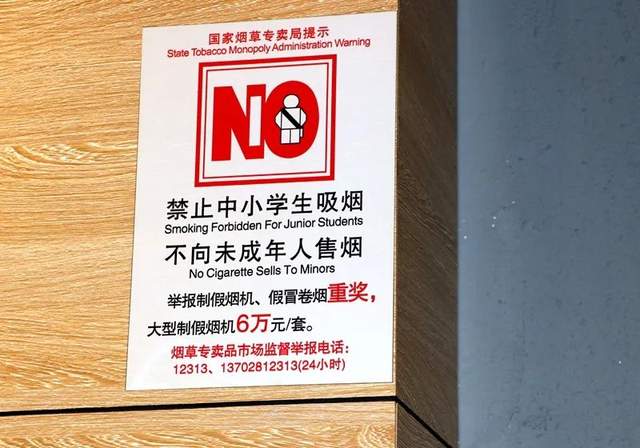 国家烟草专卖局提示
State Tobacco Monopoly Administration Warning
NO
禁止中小学生吸烟
Smoking Forbidden For Junior Students
不向未成年人售烟
No Cigarette Sells To Minors
举报制假烟机、假冒卷烟重奖，
大型制假烟机6万元/套。
烟草专卖品市场监督举报电话：
12313、13702812313(24小时)